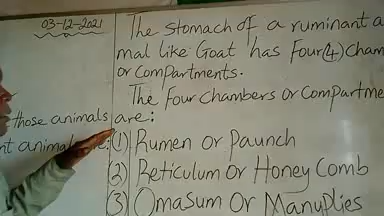 03-12-2021
The stomach of a ruminant a
mal like Goat has Four(4) cham
or compartments.
The Four chambers or compartme
those animals are:
nt animals are: (1) Rumen or Paunch
(2) Reticulum or Honey Comb
(3) Omasum or Manyplies